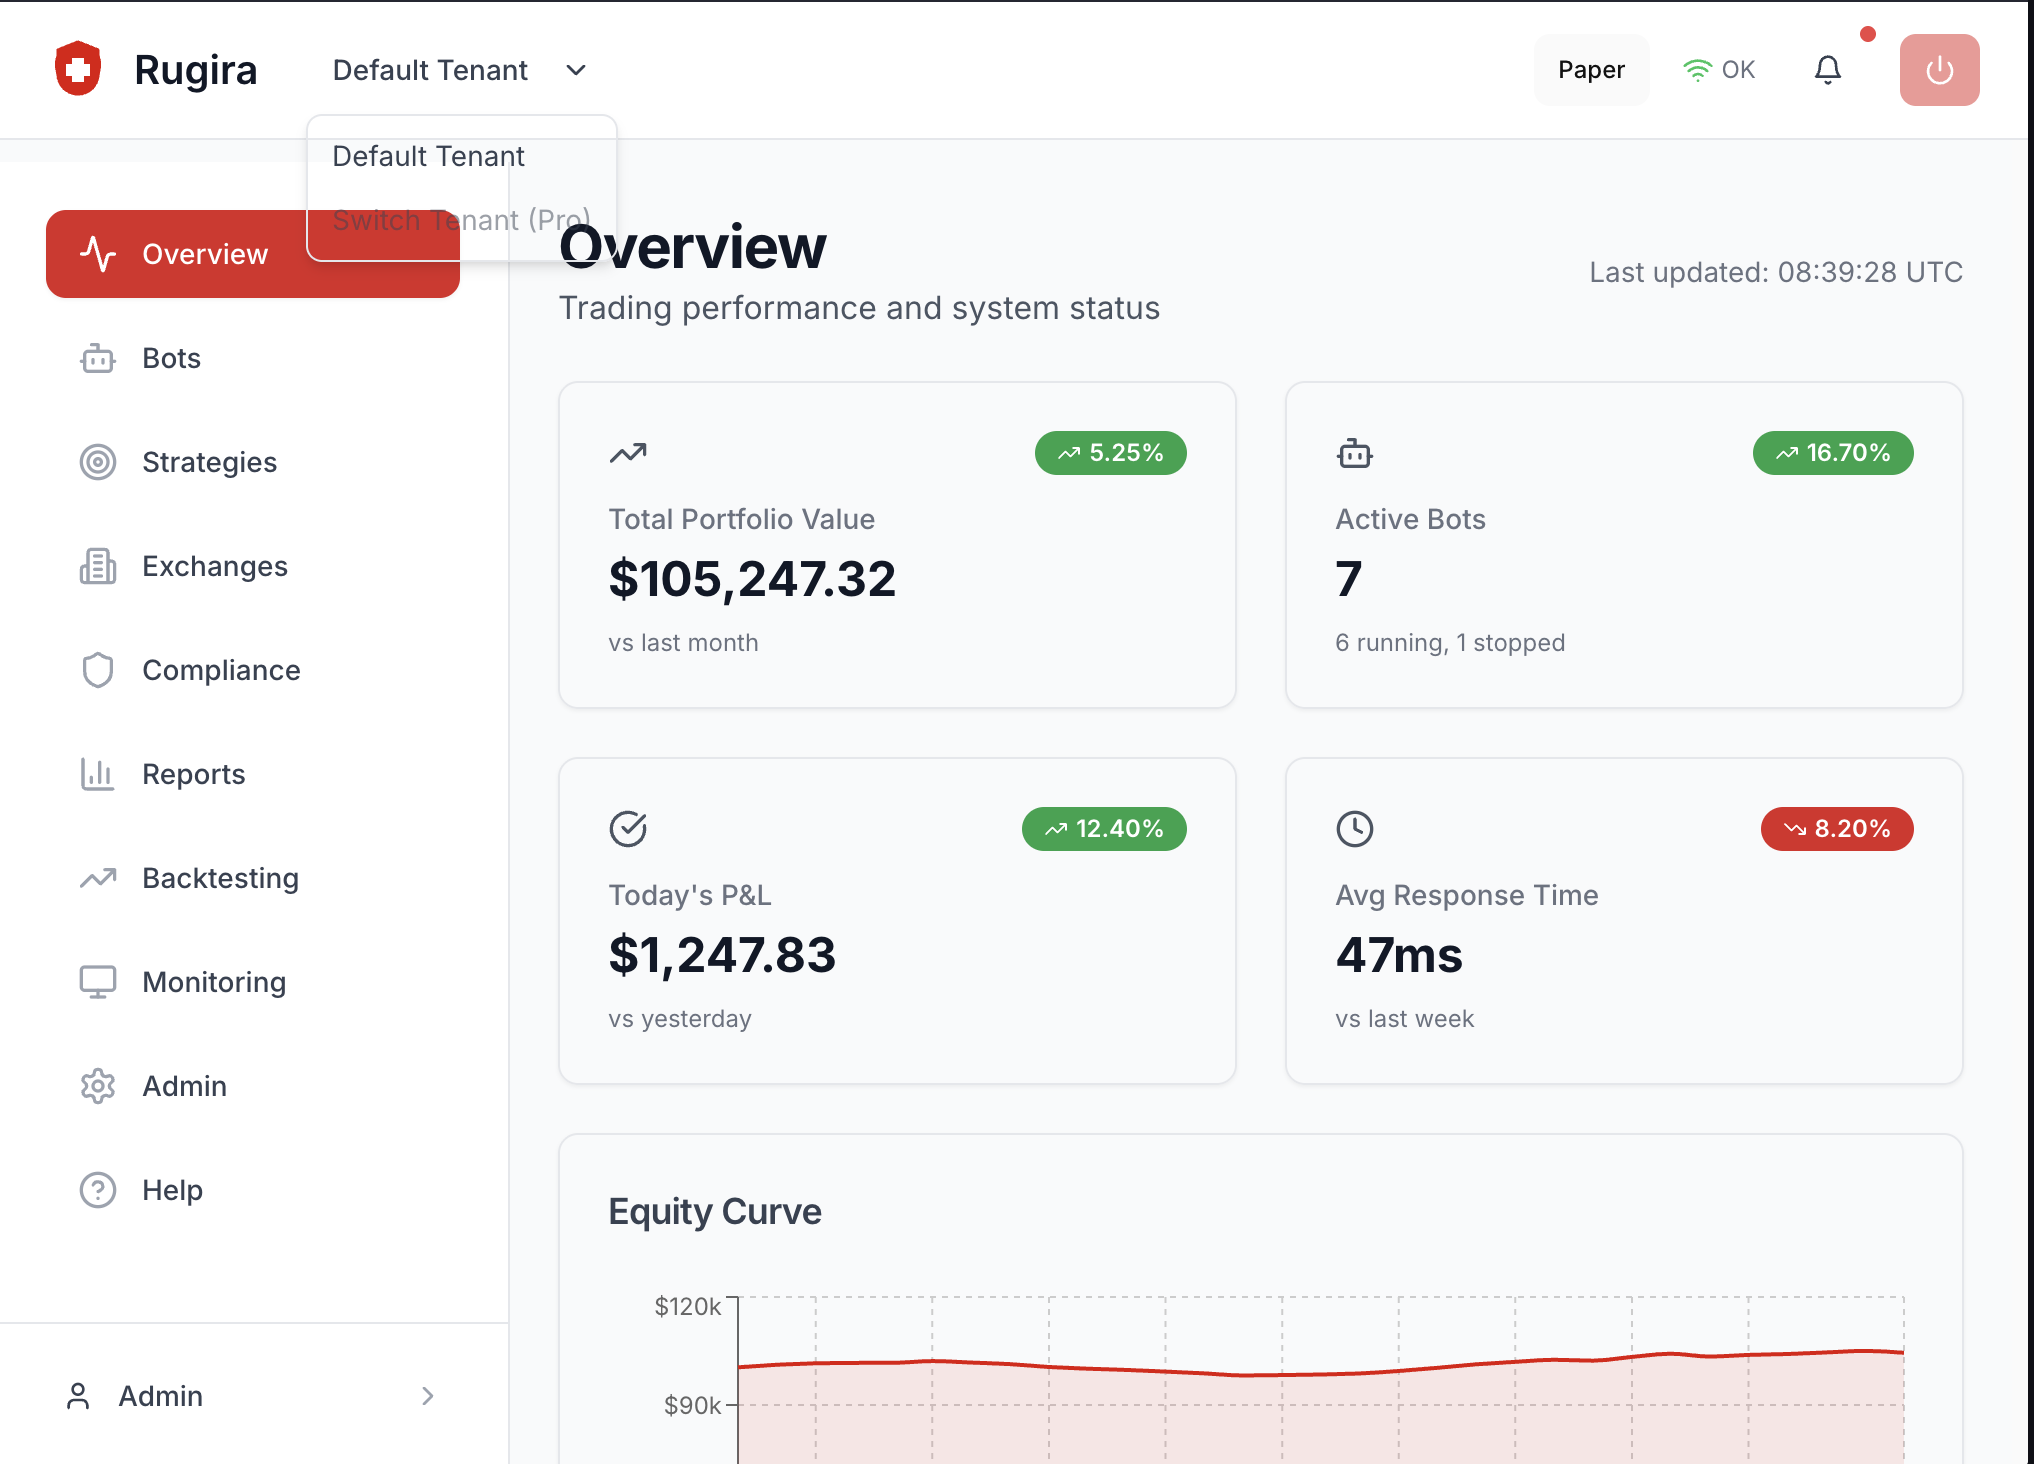 Rugira
Default Tenant
Paper
OK
Default Tenant
Switch Tenant (Pro)
Overview
Bots
Strategies
Exchanges
Compliance
Reports
Backtesting
Monitoring
Admin
Help
Admin
Overview
Trading performance and system status
Last updated: 08:39:28 UTC
5.25%
Total Portfolio Value
$105,247.32
vs last month
16.70%
Active Bots
7
6 running, 1 stopped
12.40%
Today's P&L
$1,247.83
vs yesterday
8.20%
Avg Response Time
47ms
vs last week
Equity Curve
$120k
$90k